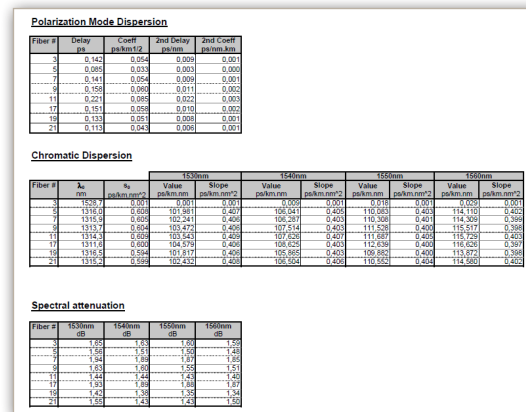 Polarization Mode Dispersion
Fiber # Delay Coeff 2nd Delay 2nd Coeff
ps ps/km1/2 ps/nm ps/nm.km
3 0,142 0,054 0,009 0,001
5 0,085 0,033 0,003 0,000
7 0,141 0,054 0,009 0,001
9 0,158 0,060 0,011 0,002
11 0,221 0,085 0,022 0,003
17 0,151 0,058 0,010 0,002
19 0,133 0,051 0,008 0,001
21 0,113 0,043 0,006 0,001
Chromatic Dispersion
1530nm 1540nm 1550nm 1560nm
Fiber # λ₀ S₀ Value Slope Value Slope Value Slope Value Slope
nm ps/km.nm^2 ps/km.nm ps/km.nm^2 ps/km.nm ps/km.nm^2 ps/km.nm ps/km.nm^2 ps/km.nm ps/km.nm^2
3 1528,7 0,001 0,001 0,001 0,009 0,001 0,018 0,001 0,029 0,001
5 1316,0 0,608 101,981 0,407 106,041 0,405 110,083 0,403 114,110 0,402
7 1315,9 0,605 102,241 0,406 106,287 0,403 110,308 0,401 114,309 0,399
9 1313,7 0,604 103,472 0,406 107,514 0,403 111,528 0,400 115,517 0,398
11 1314,3 0,609 103,543 0,409 107,626 0,407 111,687 0,405 115,729 0,403
17 1311,6 0,600 104,579 0,406 108,625 0,403 112,639 0,400 116,626 0,397
19 1316,5 0,594 101,817 0,406 105,865 0,403 109,882 0,400 113,872 0,398
21 1315,2 0,599 102,432 0,408 106,504 0,406 110,552 0,404 114,580 0,402
Spectral attenuation
Fiber # 1530nm 1540nm 1550nm 1560nm
dB dB dB dB
3 1,65 1,63 1,60 1,59
5 1,56 1,51 1,50 1,48
7 1,94 1,89 1,87 1,85
9 1,63 1,60 1,55 1,51
11 1,44 1,44 1,43 1,40
17 1,93 1,89 1,88 1,87
19 1,42 1,38 1,35 1,34
21 1,55 1,43 1,43 1,50